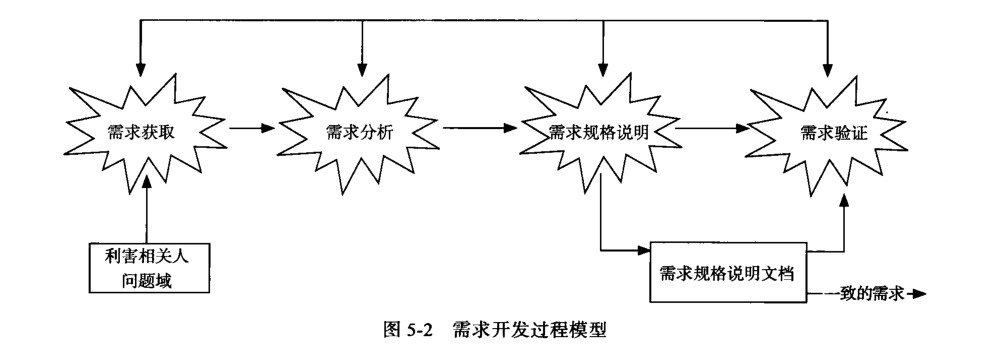 需求获取
需求分析
需求规格说明
需求验证
利害相关人
问题域
需求规格说明文档
一致的需求
图 5-2 需求开发过程模型